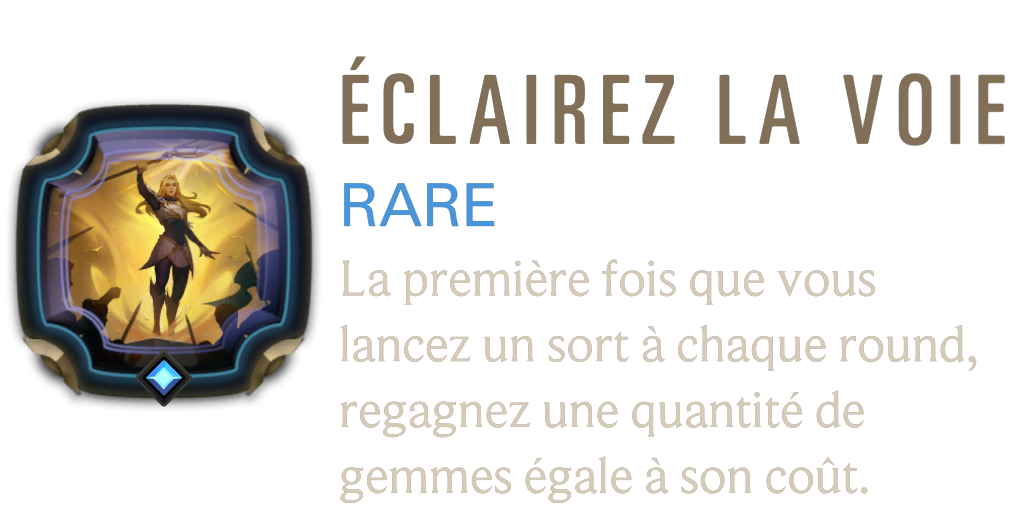 ÉCLAIREZ LA VOIE
RARE
La première fois que vous
lancez un sort à chaque round,
regagnez une quantité de
gemmes égale à son coût.